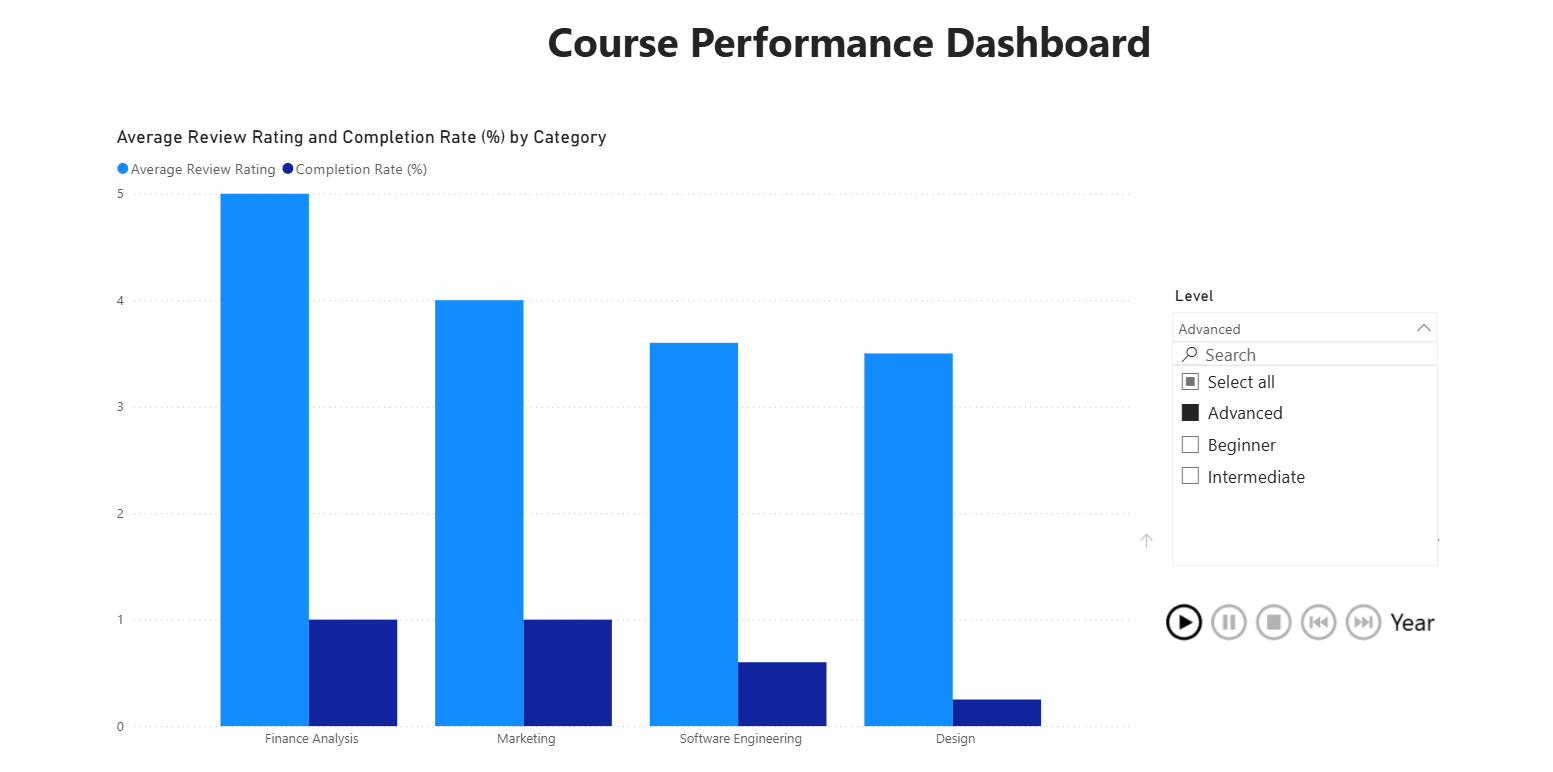 Course Performance Dashboard
Average Review Rating and Completion Rate (%) by Category
Average Review Rating Completion Rate (%)
5
4
3
2
1
0
Finance Analysis Marketing Software Engineering Design
Level
Advanced
Search
Select all
Advanced
Beginner
Intermediate
Year